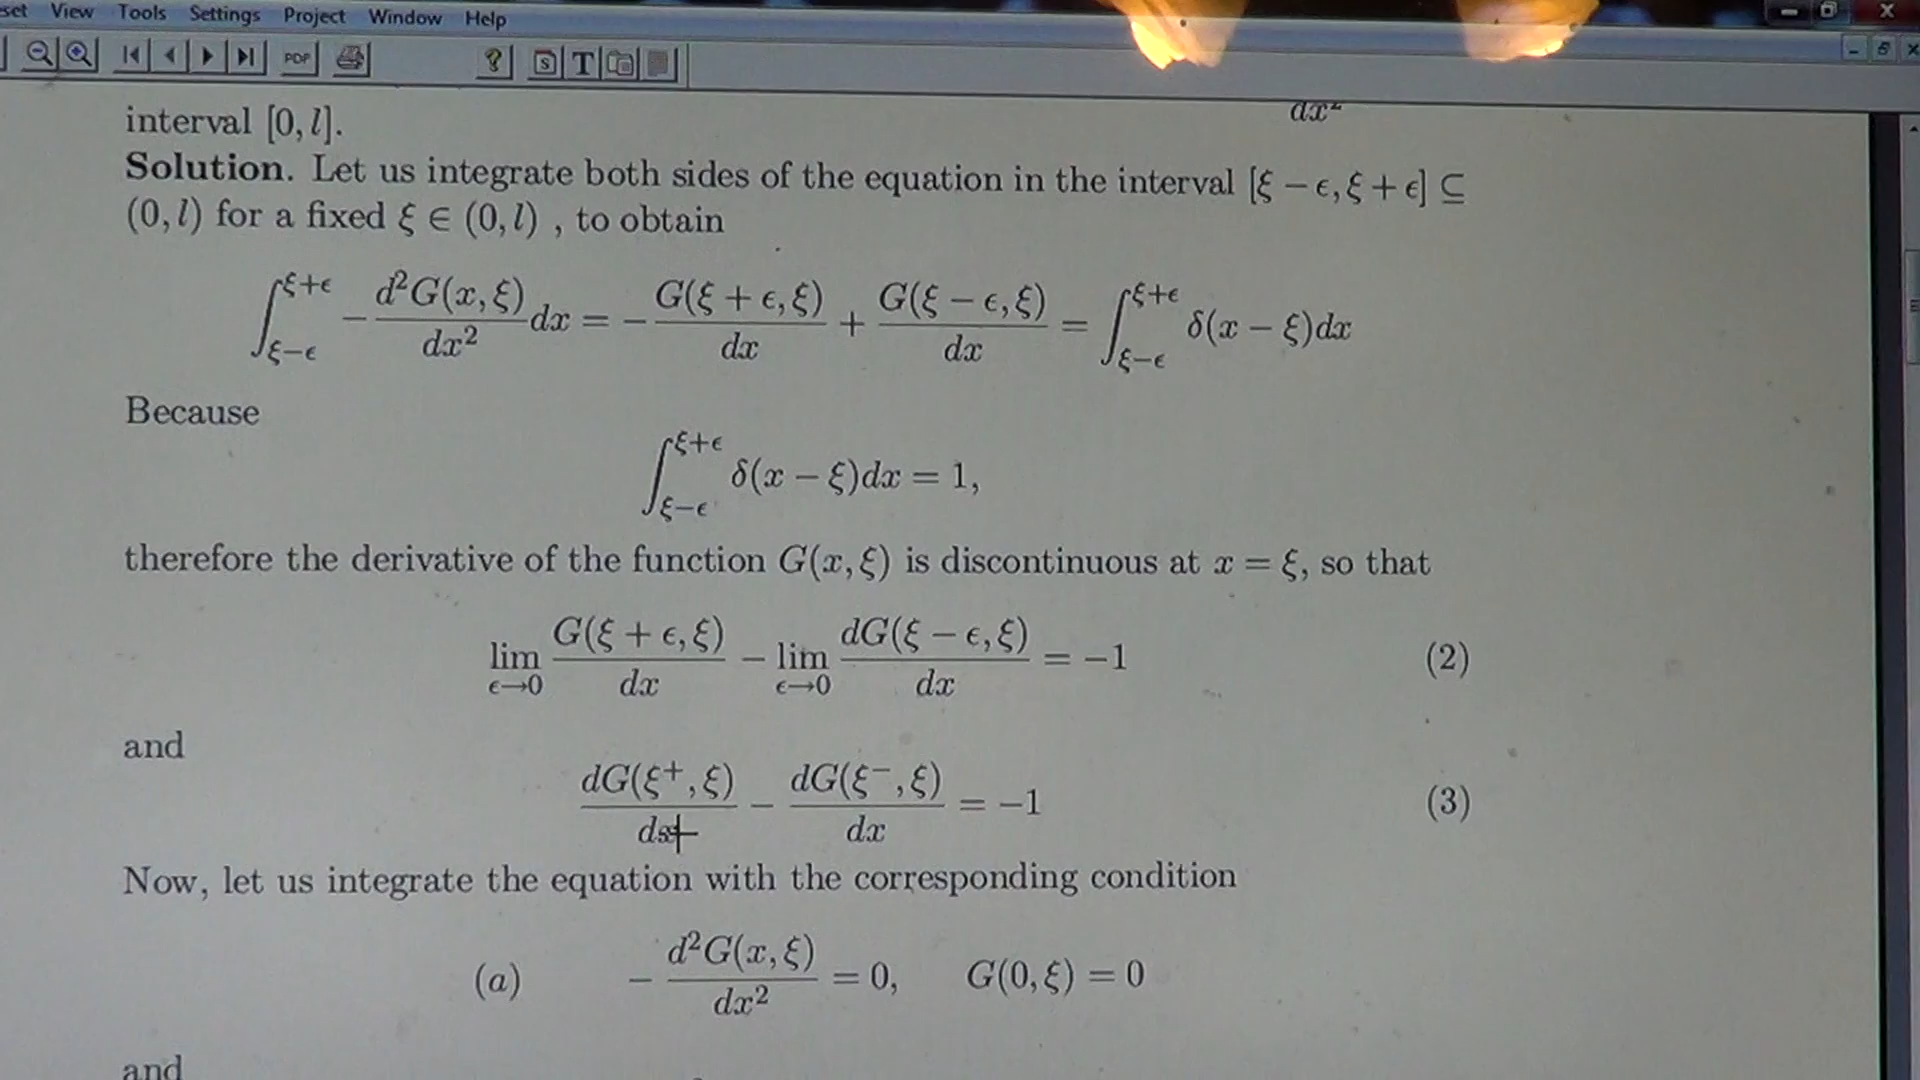 set View Tools Settings Project Window Help
PDF ? S T
dx²
interval [0, l].
Solution. Let us integrate both sides of the equation in the interval [ξ − ϵ, ξ + ϵ] ⊆
(0, l) for a fixed ξ ∈ (0, l) , to obtain
∫_{ξ−ϵ}^{ξ+ϵ} − d²G(x, ξ)/dx² dx = − G(ξ + ϵ, ξ)/dx + G(ξ − ϵ, ξ)/dx = ∫_{ξ−ϵ}^{ξ+ϵ} δ(x − ξ)dx
Because
∫_{ξ−ϵ}^{ξ+ϵ} δ(x − ξ)dx = 1,
therefore the derivative of the function G(x, ξ) is discontinuous at x = ξ, so that
lim_{ϵ→0} G(ξ + ϵ, ξ)/dx − lim_{ϵ→0} dG(ξ − ϵ, ξ)/dx = −1 (2)
and
dG(ξ⁺, ξ)/dx − dG(ξ⁻, ξ)/dx = −1 (3)
Now, let us integrate the equation with the corresponding condition
(a) − d²G(x, ξ)/dx² = 0, G(0, ξ) = 0
and